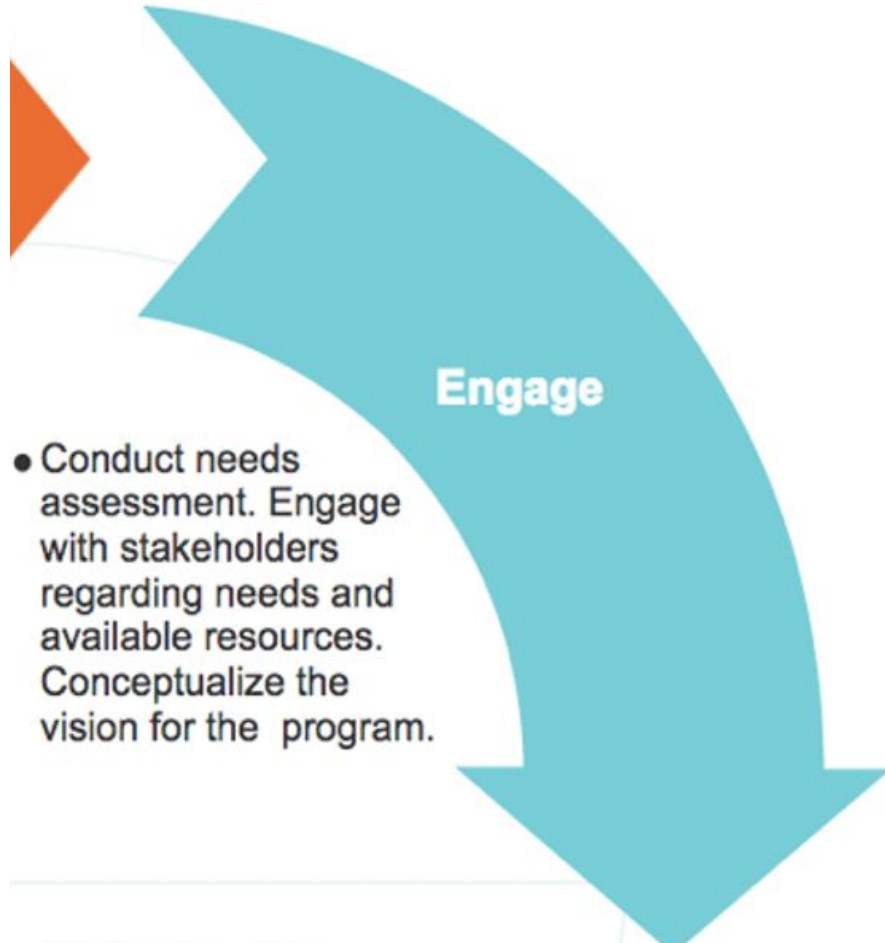 Engage
• Conduct needs
assessment. Engage
with stakeholders
regarding needs and
available resources.
Conceptualize the
vision for the  program.